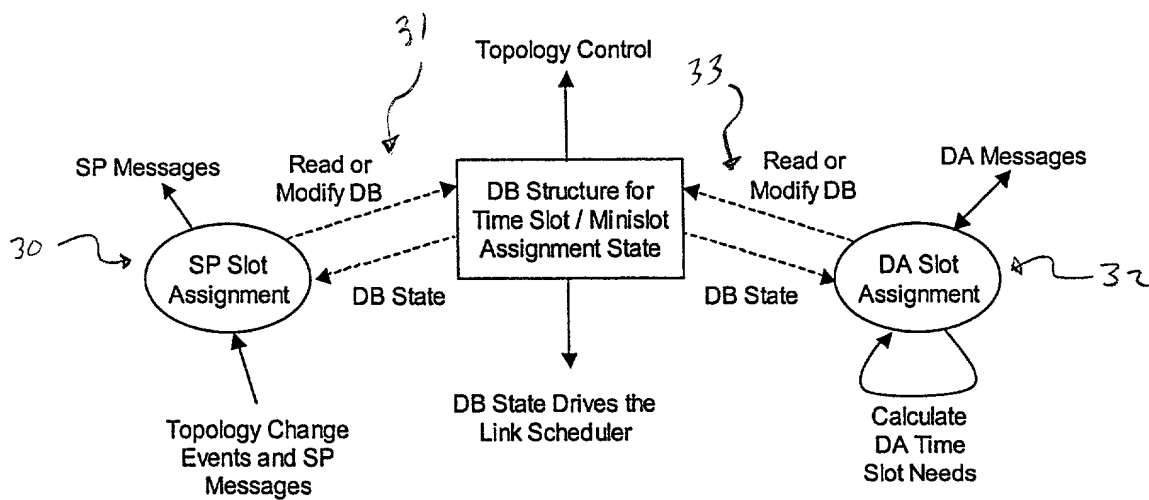 31
Topology Control
33
SP Messages
Read or
Modify DB
DB Structure for
Time Slot / Minislot
Assignment State
Read or
Modify DB
DA Messages
30
SP Slot
Assignment
DB State
DB State
DA Slot
Assignment
32
Topology Change
Events and SP
Messages
DB State Drives the
Link Scheduler
Calculate
DA Time
Slot Needs